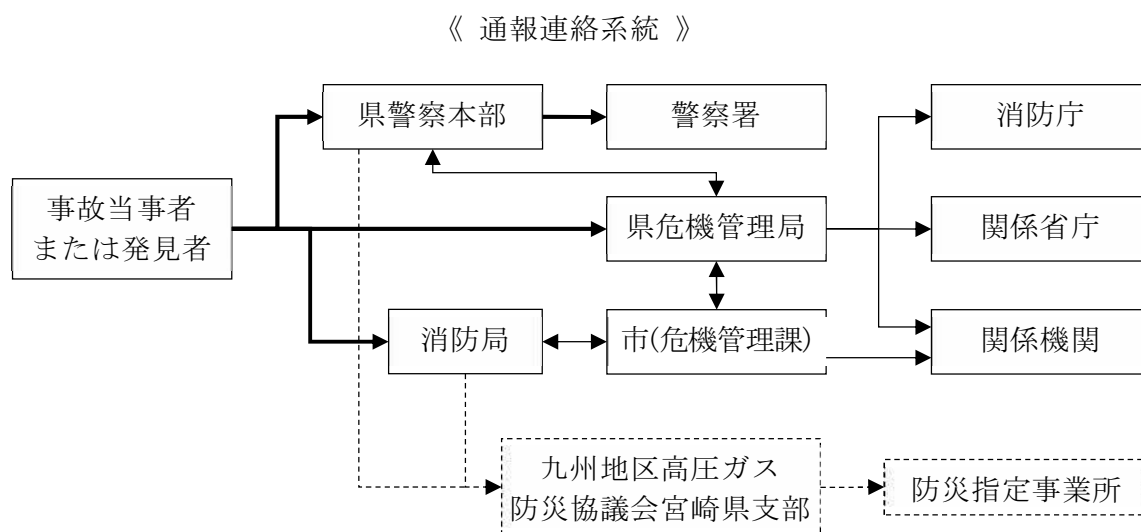 《 通報連絡系統 》
県警察本部
警察署
消防庁
事故当事者
または発見者
県危機管理局
関係省庁
消防局
市(危機管理課)
関係機関
九州地区高圧ガス
防災協議会宮崎県支部
防災指定事業所